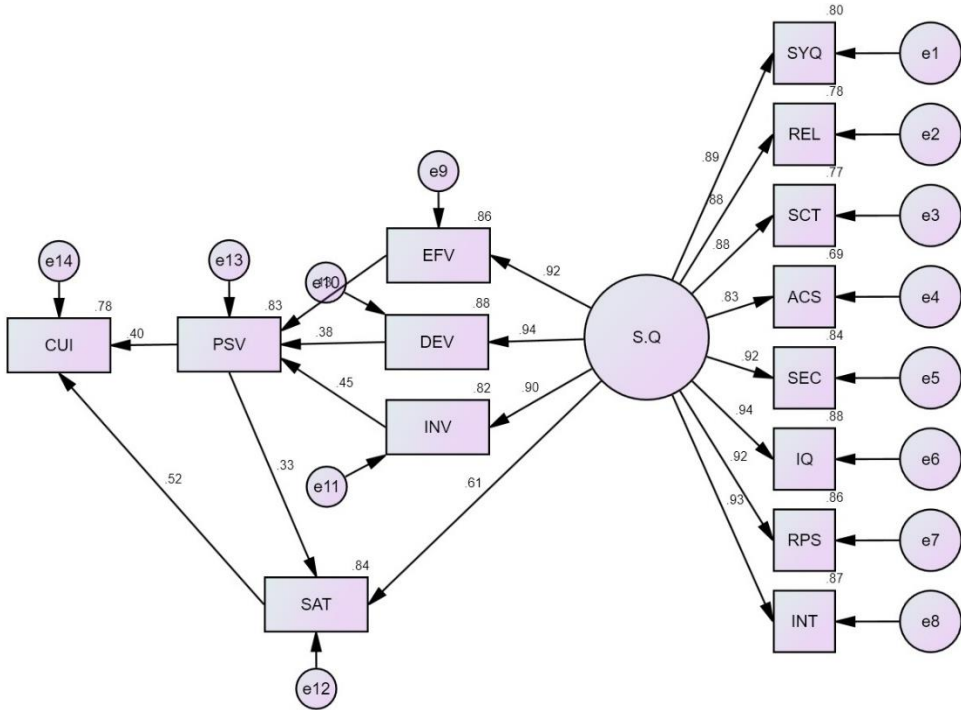 .80
SYQ
e1
.78
REL
e2
.89
.77
SCT
e3
.88
.88
.69
ACS
e4
.83
.84
SEC
e5
.92
.88
IQ
e6
.94
.86
RPS
e7
.92
.87
INT
e8
.93
S.Q
e9
.86
EFV
.92
e10
.88
DEV
.94
.38
.82
INV
.90
.45
e11
e13
.83
PSV
e14
.78
CUI
.40
.33
.52
.61
.84
SAT
e12